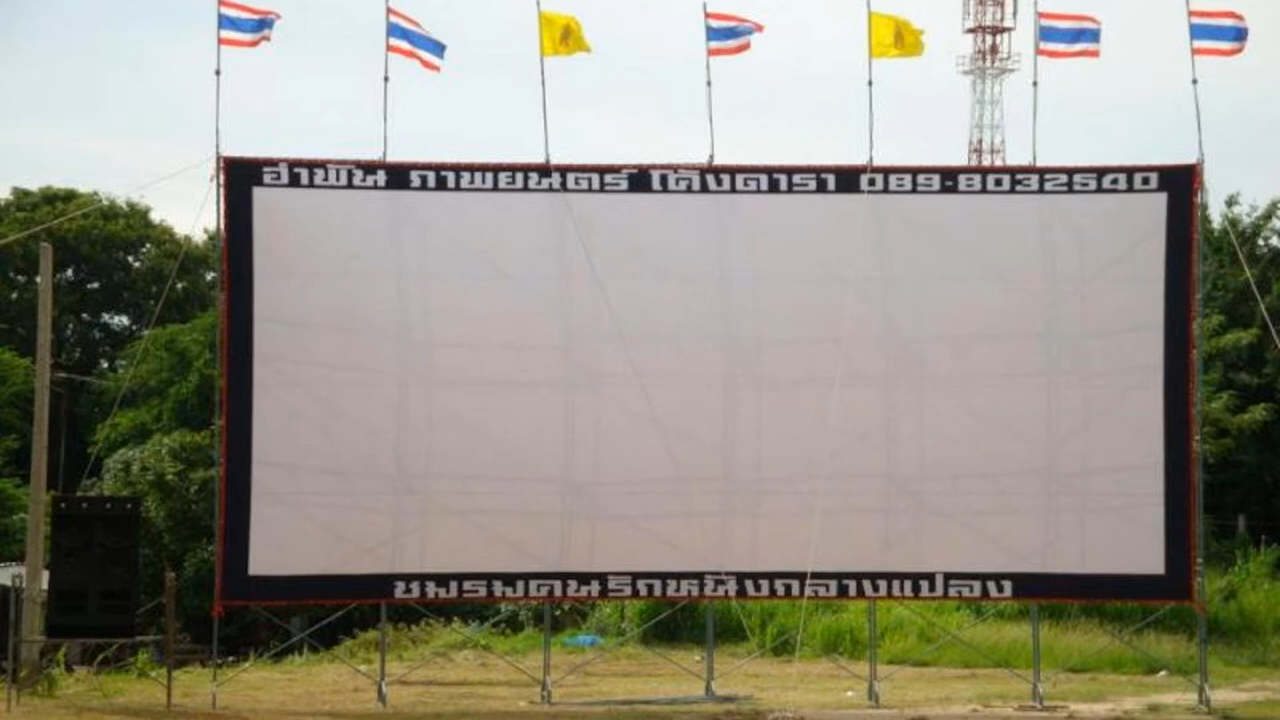 อำพัน ภาพยนตร์ โค้งดารา 089-8032540
ชมรมคนรักหนังกลางแปลง